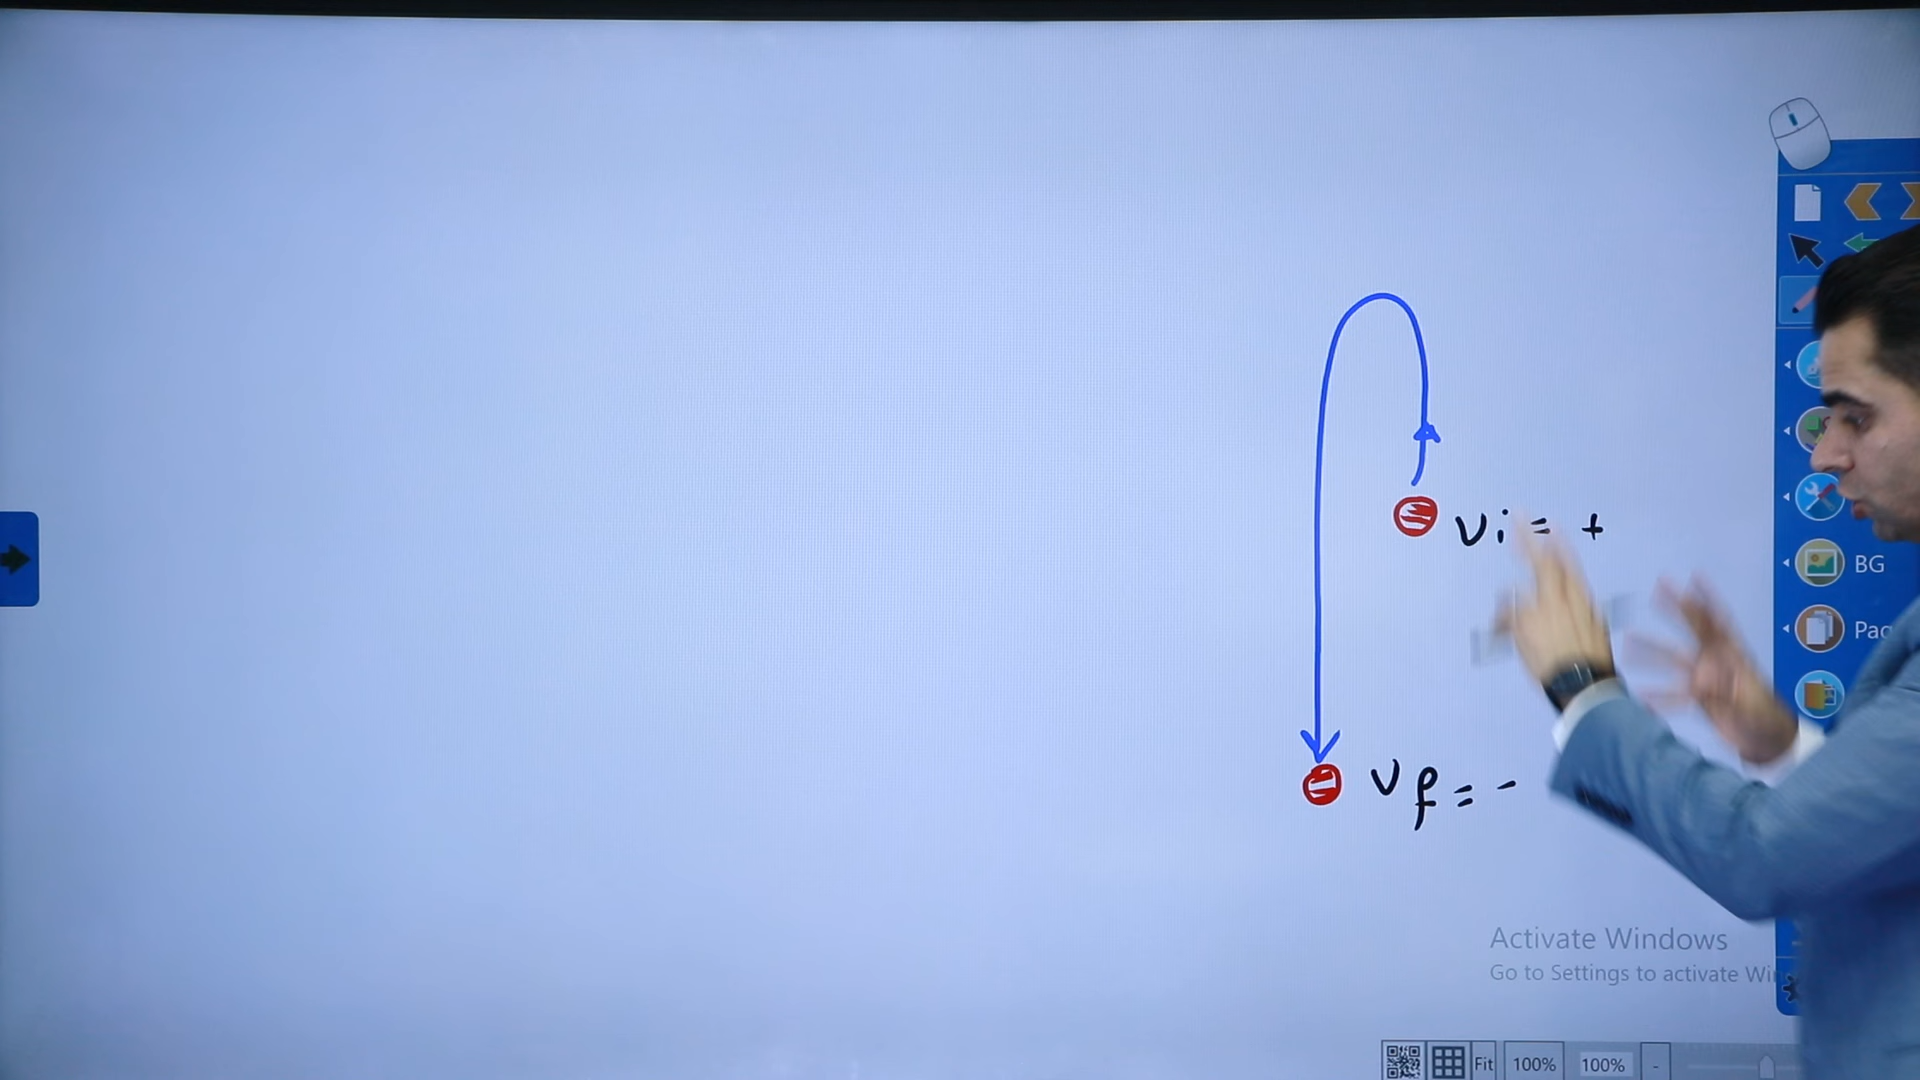 BG
Vi = +
Pag
Vf = -
Activate Windows
Go to Settings to activate Wi
Fit 100% 100% -